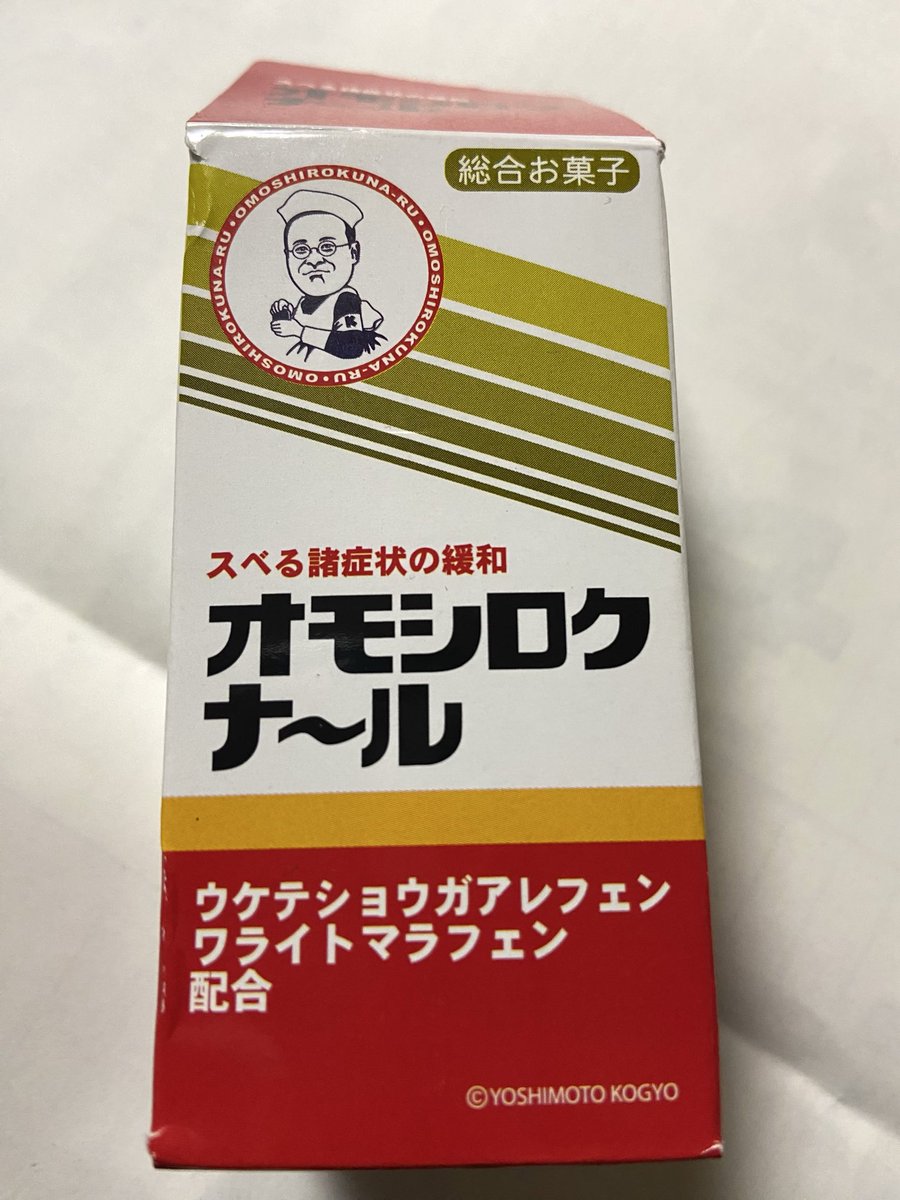 総合お菓子
OMOSHIROKUNA-RU・OMOSHIROKUNA-RU・OMOSHIROKUNA-RU・
K
スベる諸症状の緩和
オモシロク
ナ〜ル
ウケテショウガアレフェン
ワライトマラフェン
配合
©YOSHIMOTO KOGYO